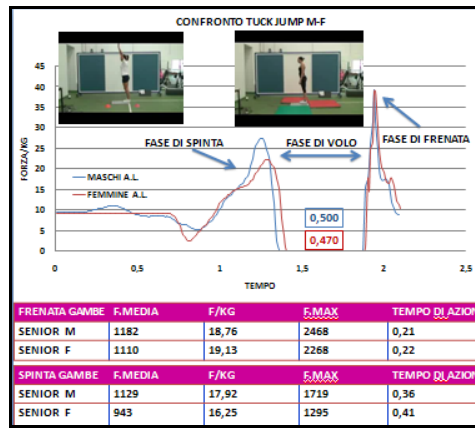 CONFRONTO TUCK JUMP M-F
45
40
35
30
25
20
15
10
5
0
FORZA/KG
FASE DI SPINTA
FASE DI VOLO
FASE DI FRENATA
MASCHI A.L.
FEMMINE A.L.
0,500
0,470
0
0,5
1
1,5
2
2,5
TEMPO
FRENATA GAMBE F.MEDIA F/KG F.MAX TEMPO DI AZION
SENIOR M 1182 18,76 2468 0,21
SENIOR F 1110 19,13 2268 0,22
SPINTA GAMBE F.MEDIA F/KG F.MAX TEMPO DI AZION
SENIOR M 1129 17,92 1719 0,36
SENIOR F 943 16,25 1295 0,41